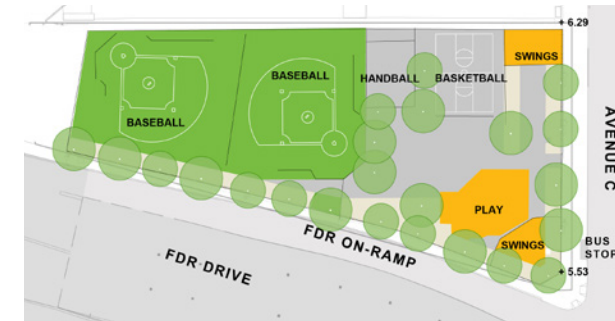 6.29
SWINGS
BASEBALL
HANDBALL
BASKETBALL
BASEBALL
AVENUE C
PLAY
FDR ON-RAMP
SWINGS
BUS
STOP
FDR DRIVE
5.53